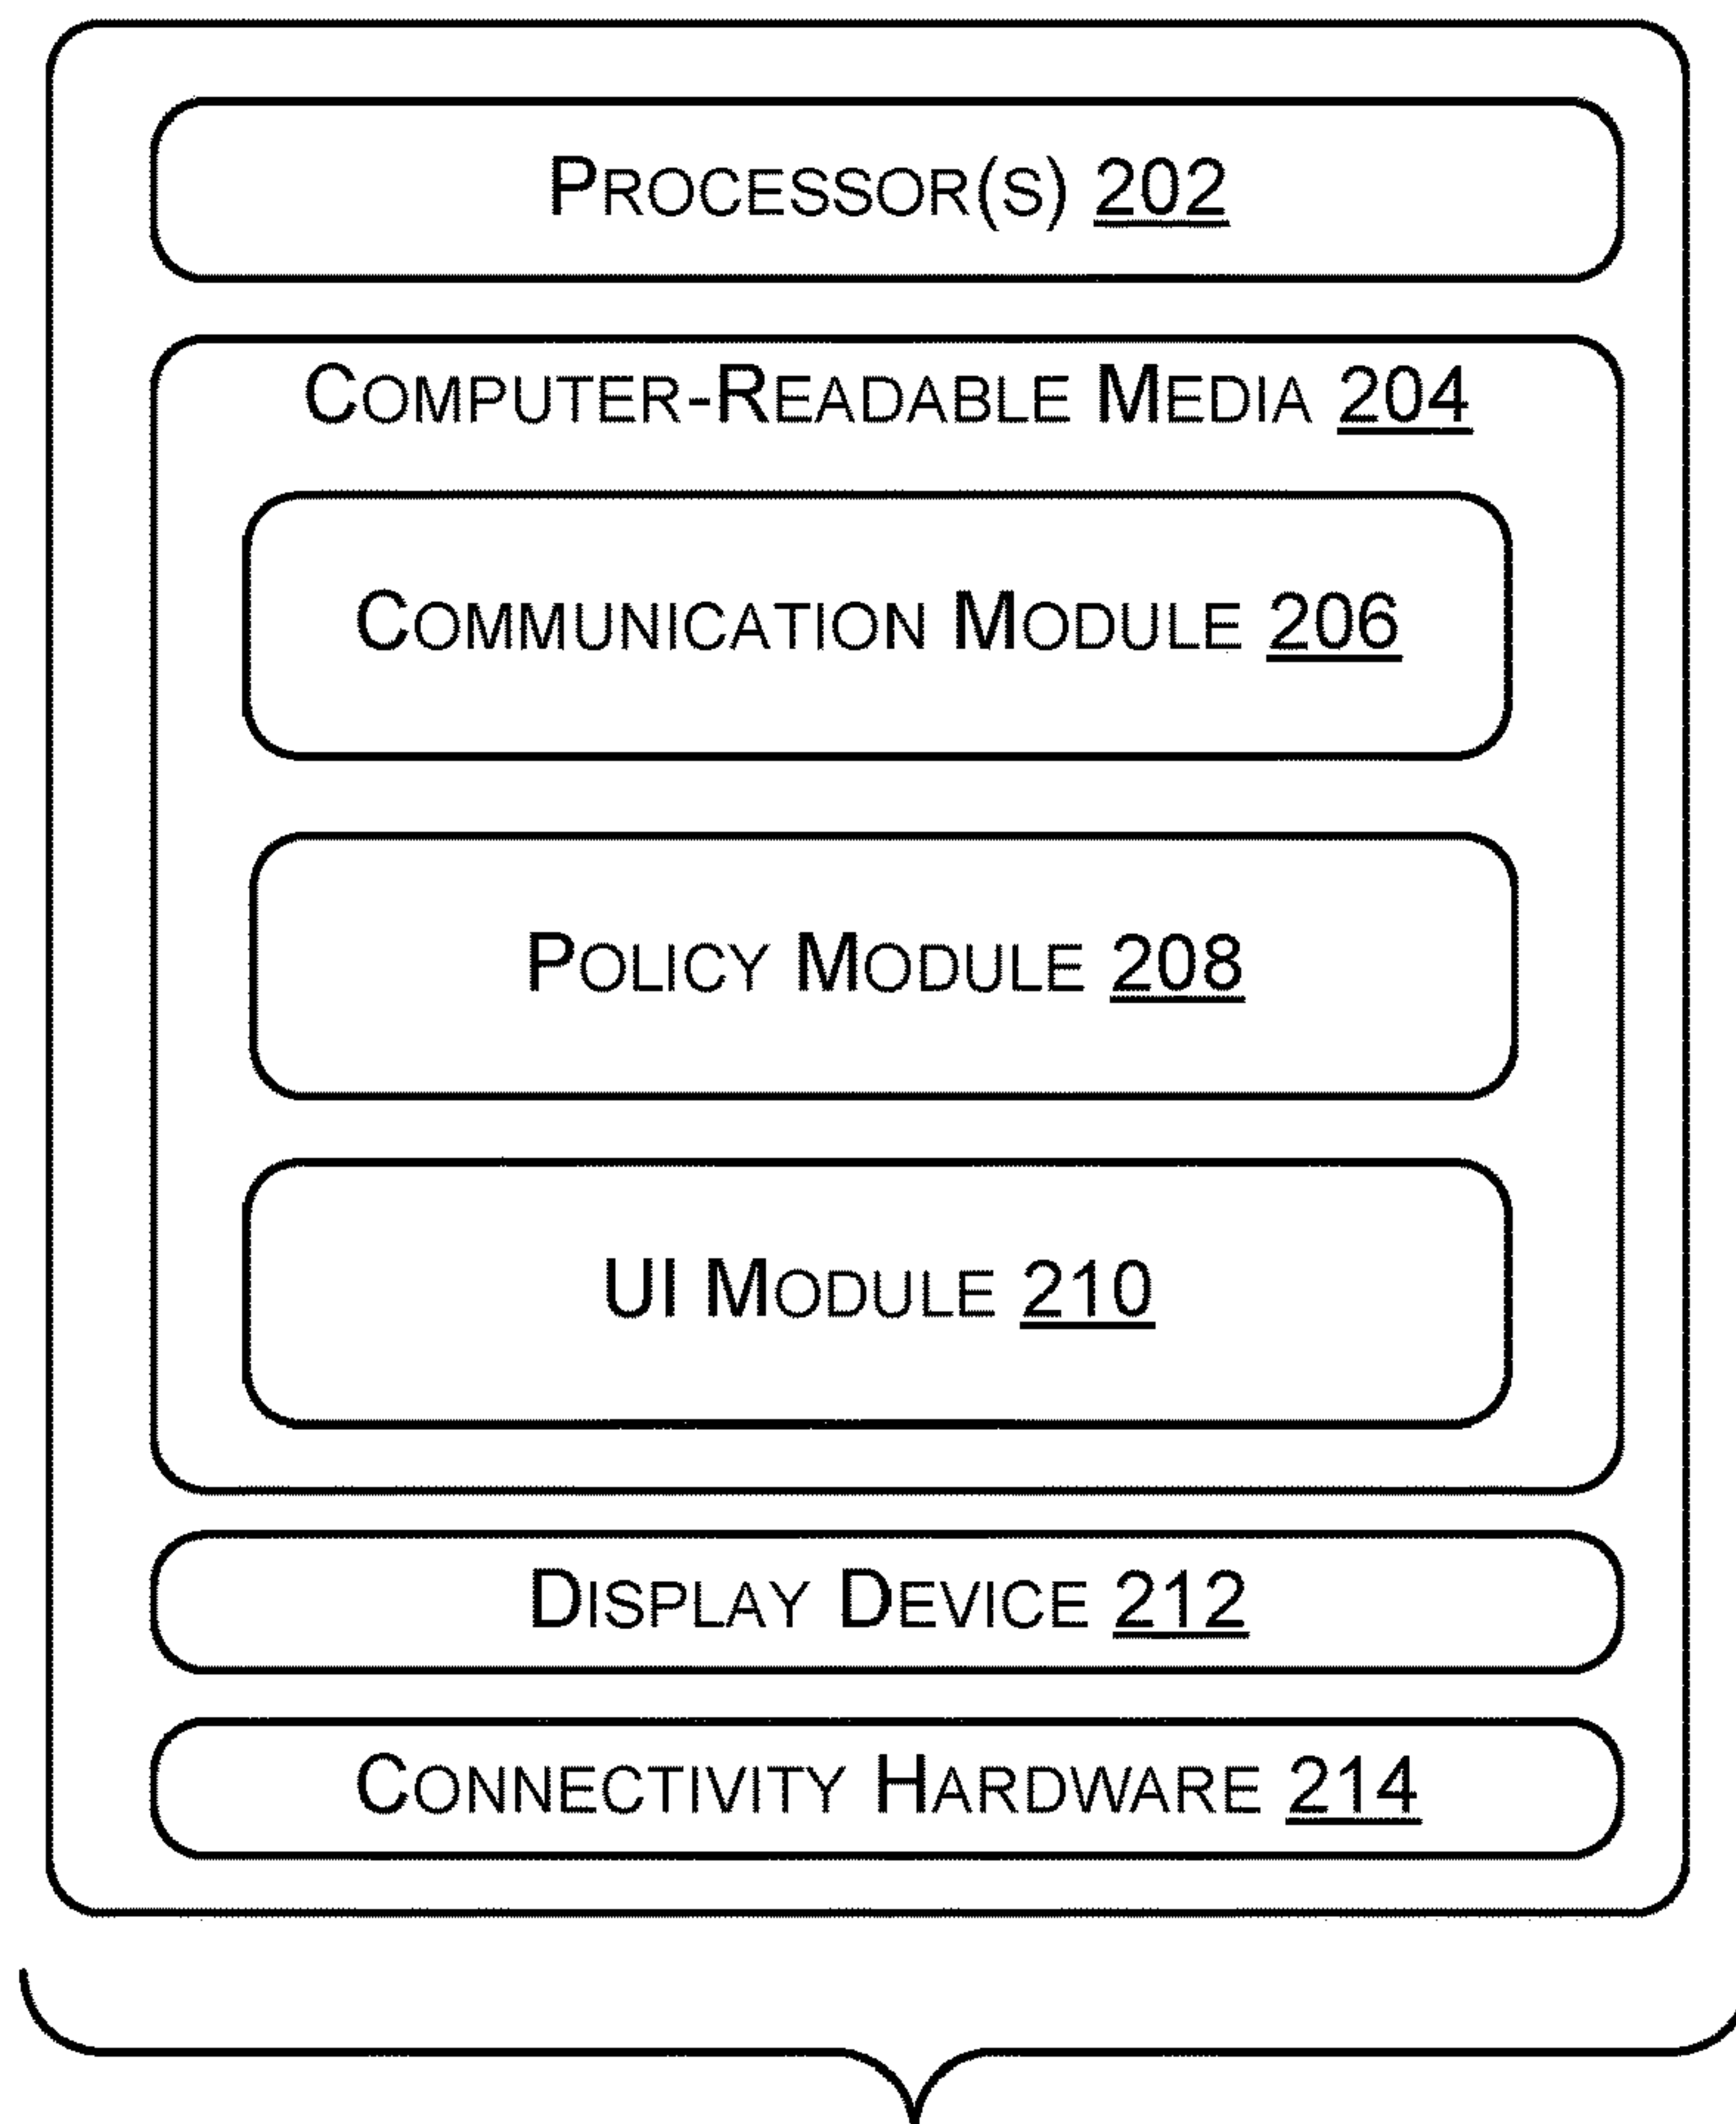 PROCESSOR(S) 202
COMPUTER-READABLE MEDIA 204
COMMUNICATION MODULE 206
POLICY MODULE 208
UI MODULE 210
DISPLAY DEVICE 212
CONNECTIVITY HARDWARE 214